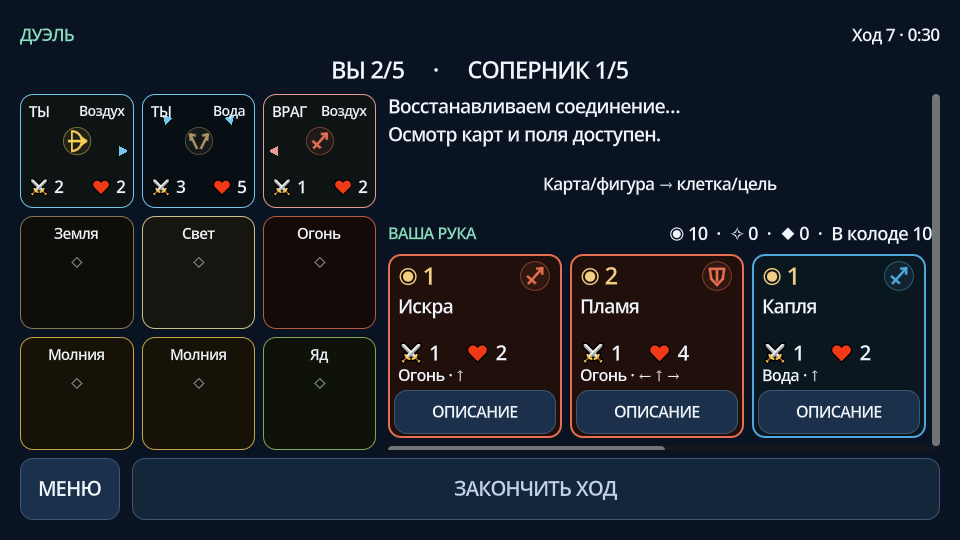 ДУЭЛЬ
Ход 7 · 0:30
ВЫ 2/5 · СОПЕРНИК 1/5
ТЫ Воздух
2 2
ТЫ Вода
3 5
ВРАГ Воздух
1 2
Земля
Свет
Огонь
Молния
Молния
Яд
Восстанавливаем соединение...
Осмотр карт и поля доступен.
Карта/фигура → клетка/цель
ВАША РУКА
◉ 10 · ✧ 0 · ◆ 0 · В колоде 10
◉ 1
Искра
1 2
Огонь · ↑
ОПИСАНИЕ
◉ 2
Пламя
1 4
Огонь · ← ↑ →
ОПИСАНИЕ
◉ 1
Капля
1 2
Вода · ↑
ОПИСАНИЕ
МЕНЮ
ЗАКОНЧИТЬ ХОД